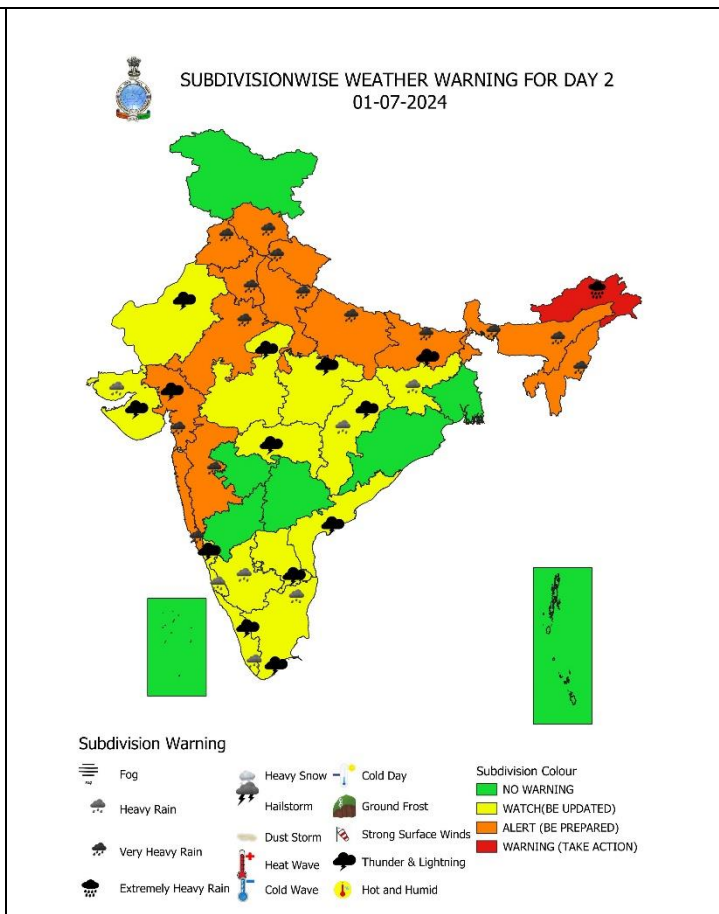 SUBDIVISIONWISE WEATHER WARNING FOR DAY 2
01-07-2024
Subdivision Warning
Fog
Heavy Rain
Very Heavy Rain
Extremely Heavy Rain
Heavy Snow
Hailstorm
Dust Storm
Heat Wave
Cold Wave
Cold Day
Ground Frost
Strong Surface Winds
Thunder & Lightning
Hot and Humid
Subdivision Colour
NO WARNING
WATCH(BE UPDATED)
ALERT (BE PREPARED)
WARNING (TAKE ACTION)